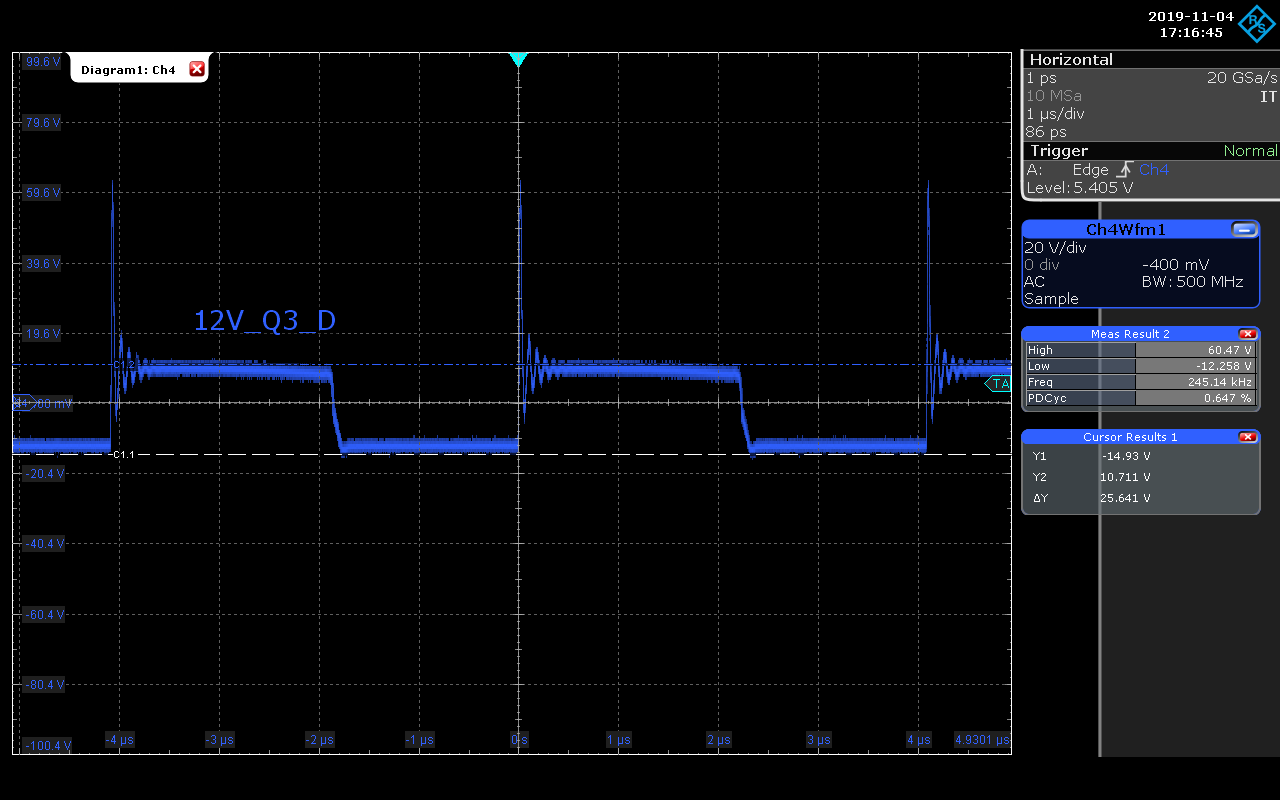 2019-11-04
17:16:45
Diagram1: Ch4
99.6 V
79.6 V
59.6 V
39.6 V
19.6 V
-20.4 V
-40.4 V
-60.4 V
-80.4 V
-100.4 V
12V_Q3_D
C1.2
C1.1
TA
-4 µs
-3 µs
-2 µs
-1 µs
0 s
1 µs
2 µs
3 µs
4 µs
4.9301 µs
Horizontal
1 ps 20 GSa/s
10 MSa IT
1 µs/div
86 ps
Trigger Normal
A: Edge Ch4
Level: 5.405 V
Ch4Wfm1
20 V/div
0 div -400 mV
AC BW: 500 MHz
Sample
Meas Result 2
High 60.47 V
Low -12.258 V
Freq 245.14 kHz
PDCyc 0.647 %
Cursor Results 1
Y1 -14.93 V
Y2 10.711 V
ΔY 25.641 V